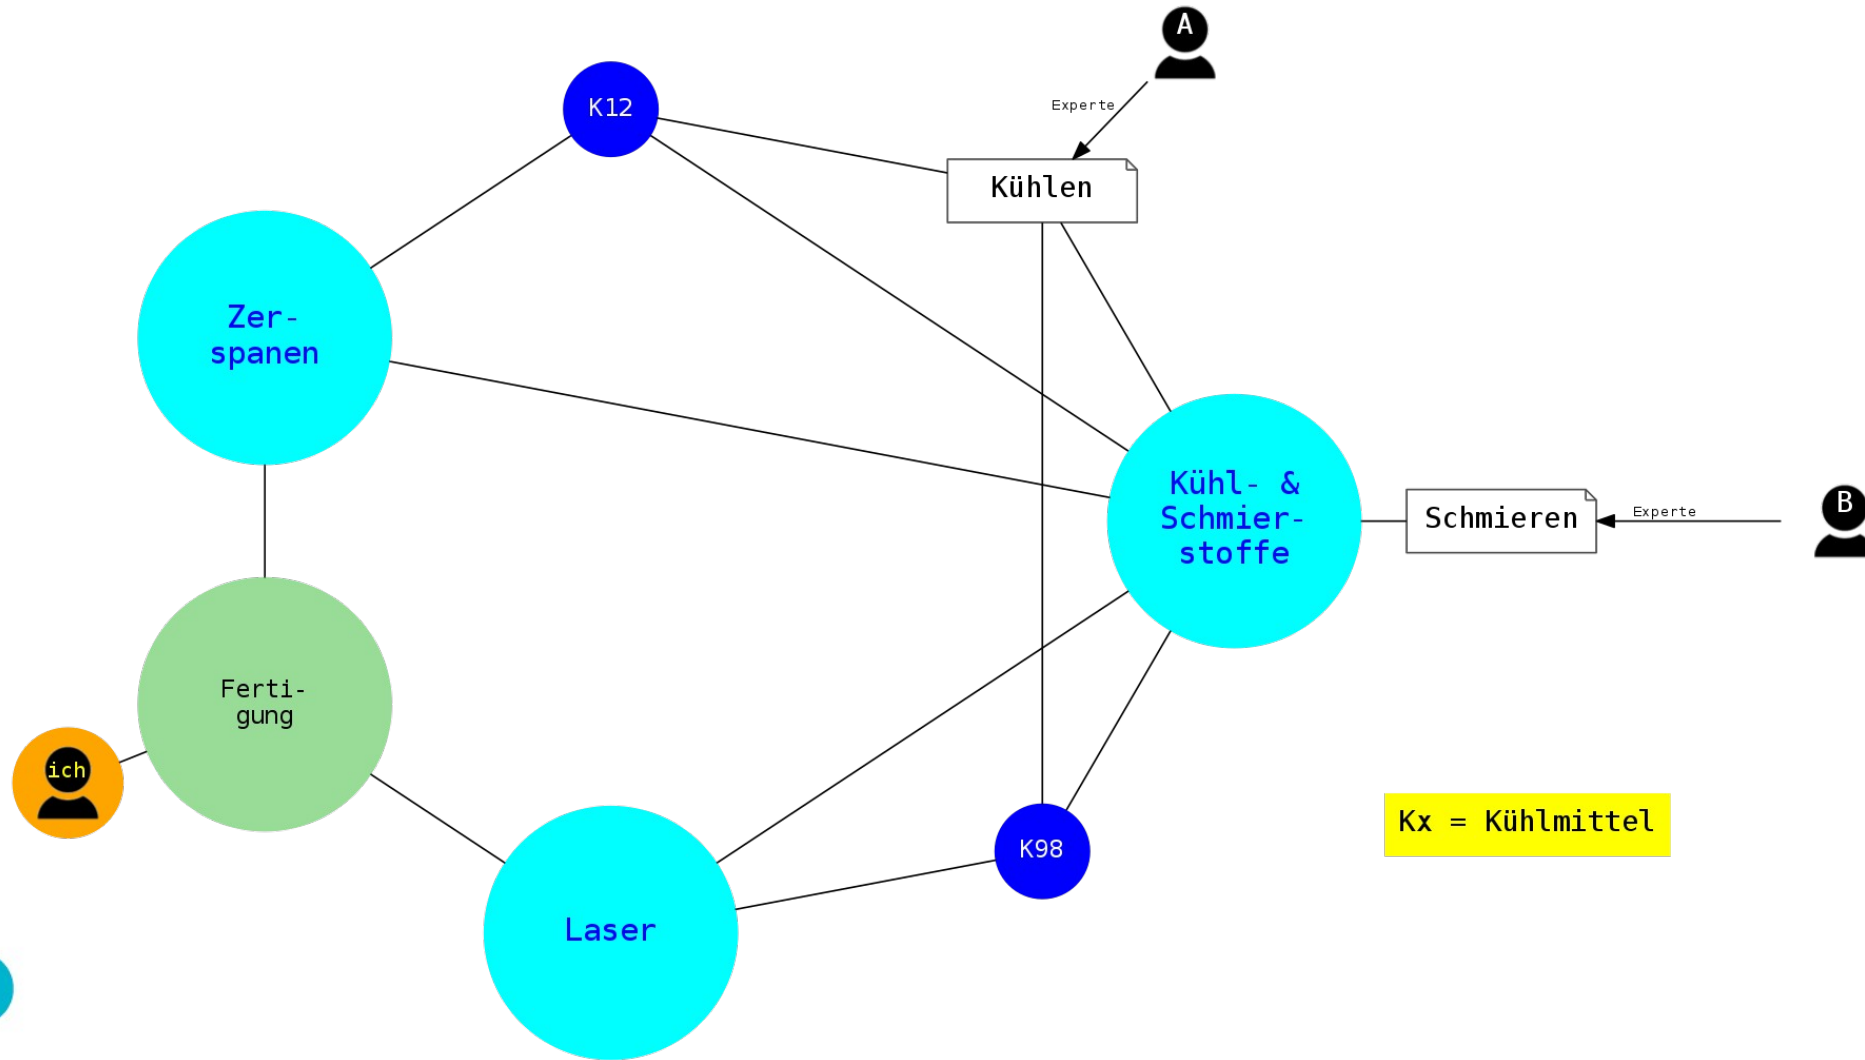 A
K12
Experte
Kühlen
Zer-
spanen
Kühl- &
Schmier-
stoffe
Schmieren
Experte
B
Ferti-
gung
ich
Kx = Kühlmittel
K98
Laser